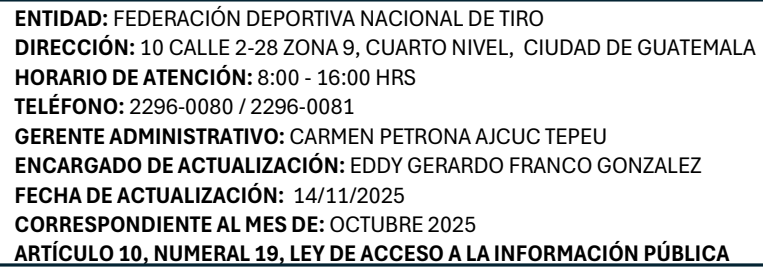 ENTIDAD: FEDERACIÓN DEPORTIVA NACIONAL DE TIRO
DIRECCIÓN: 10 CALLE 2-28 ZONA 9, CUARTO NIVEL, CIUDAD DE GUATEMALA
HORARIO DE ATENCIÓN: 8:00 - 16:00 HRS
TELÉFONO: 2296-0080 / 2296-0081
GERENTE ADMINISTRATIVO: CARMEN PETRONA AJCUC TEPEU
ENCARGADO DE ACTUALIZACIÓN: EDDY GERARDO FRANCO GONZALEZ
FECHA DE ACTUALIZACIÓN: 14/11/2025
CORRESPONDIENTE AL MES DE: OCTUBRE 2025
ARTÍCULO 10, NUMERAL 19, LEY DE ACCESO A LA INFORMACIÓN PÚBLICA